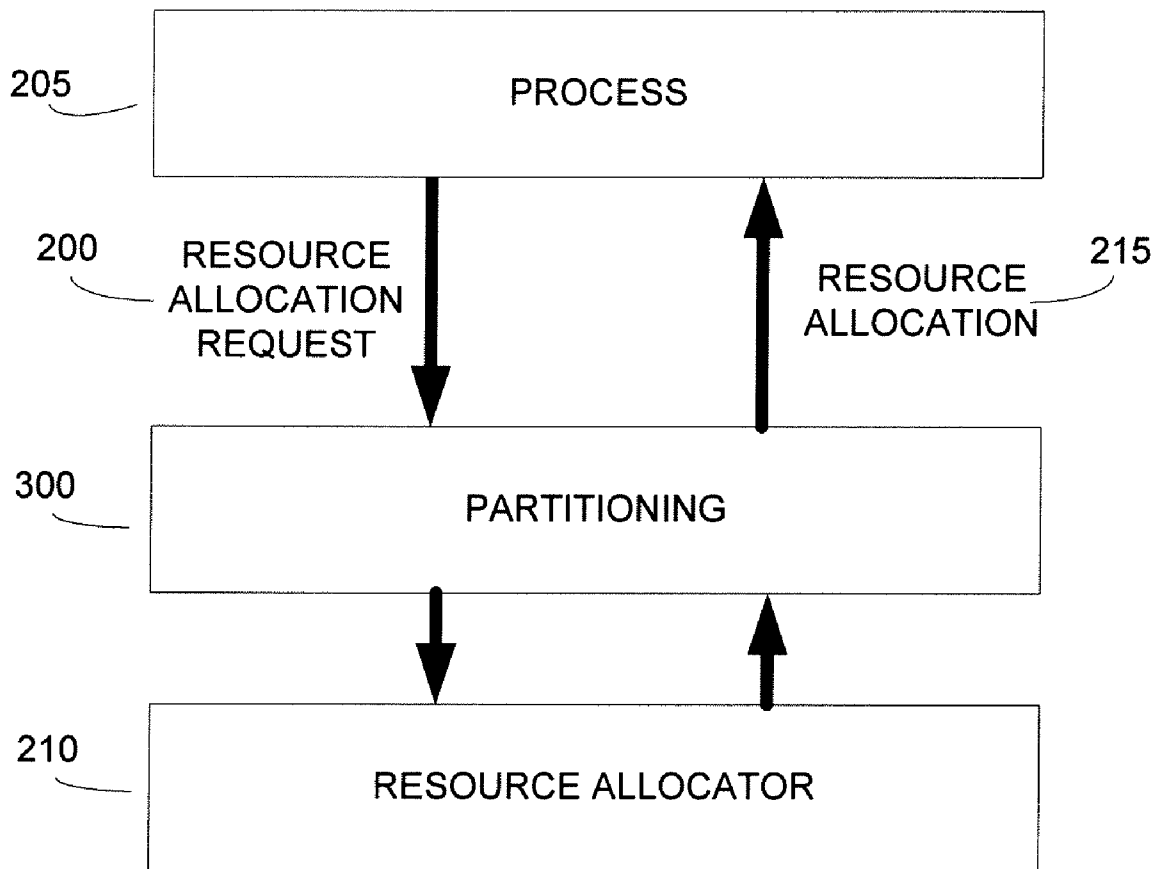 205
PROCESS
200
RESOURCE
ALLOCATION
REQUEST
RESOURCE
ALLOCATION
215
300
PARTITIONING
210
RESOURCE ALLOCATOR